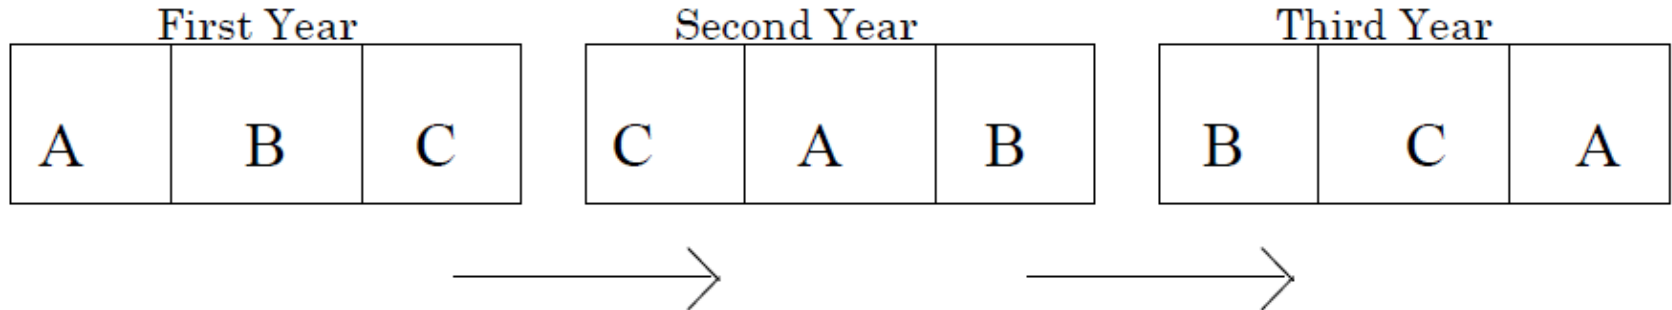 First Year Second Year Third Year
A B C C A B B C A